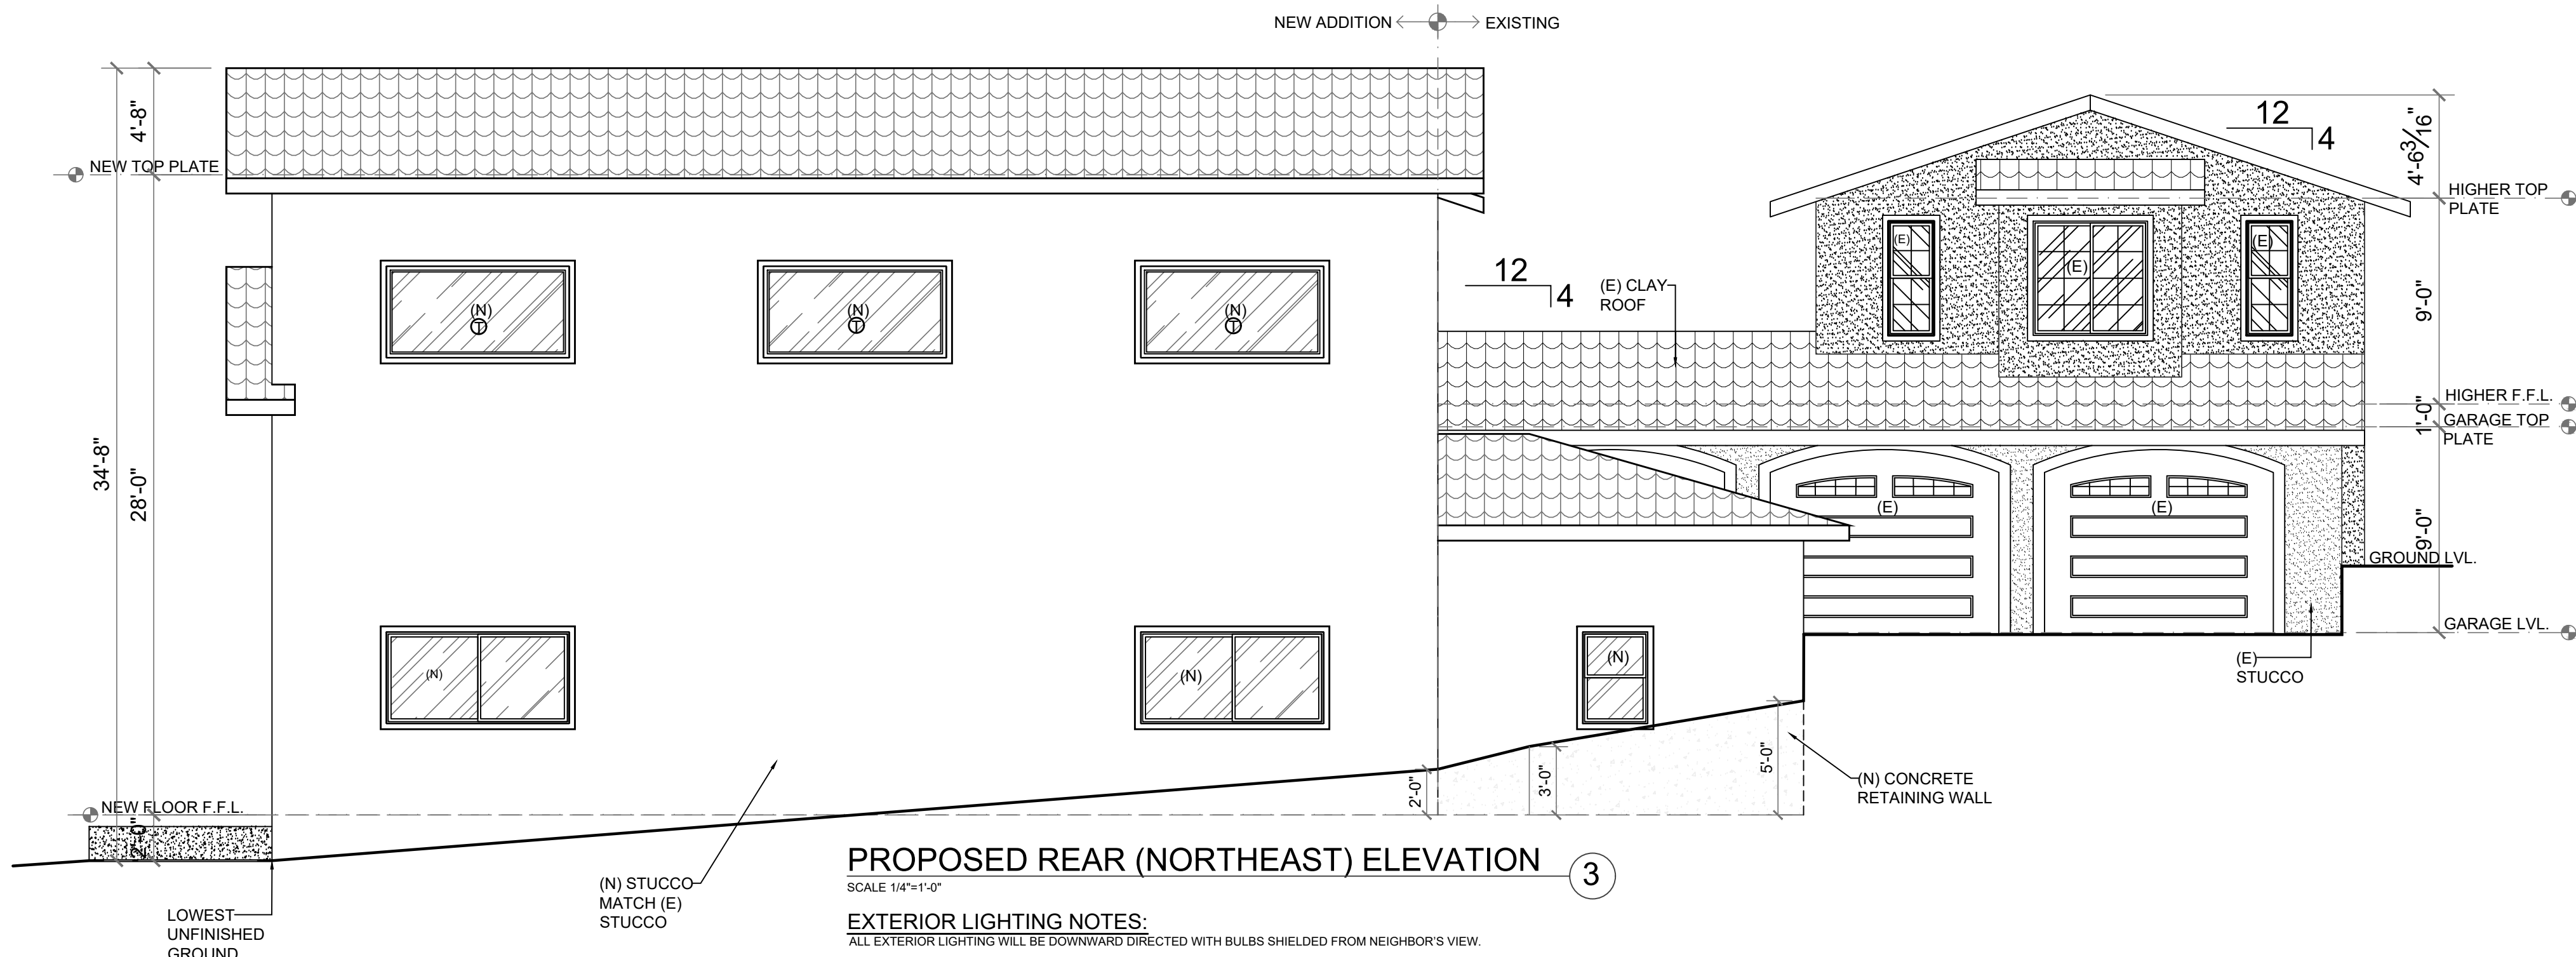 NEW ADDITION
EXISTING
4'-8"
NEW TOP PLATE
34'-8"
28'-0"
(N)
T
(N)
T
(N)
T
12
4
(E) CLAY
ROOF
12
4
4'-6 3/16"
HIGHER TOP
PLATE
(E)
(E)
(E)
9'-0"
HIGHER F.F.L.
1'-0"
GARAGE TOP
PLATE
(E)
(E)
9'-0"
GROUND LVL.
GARAGE LVL.
(E)
STUCCO
(N)
(N)
(N)
2'-0"
3'-0"
5'-0"
(N) CONCRETE
RETAINING WALL
NEW FLOOR F.F.L.
2'-0"
LOWEST
UNFINISHED
GROUND
(N) STUCCO
MATCH (E)
STUCCO
PROPOSED REAR (NORTHEAST) ELEVATION
3
SCALE 1/4"=1'-0"
EXTERIOR LIGHTING NOTES:
ALL EXTERIOR LIGHTING WILL BE DOWNWARD DIRECTED WITH BULBS SHIELDED FROM NEIGHBOR'S VIEW.